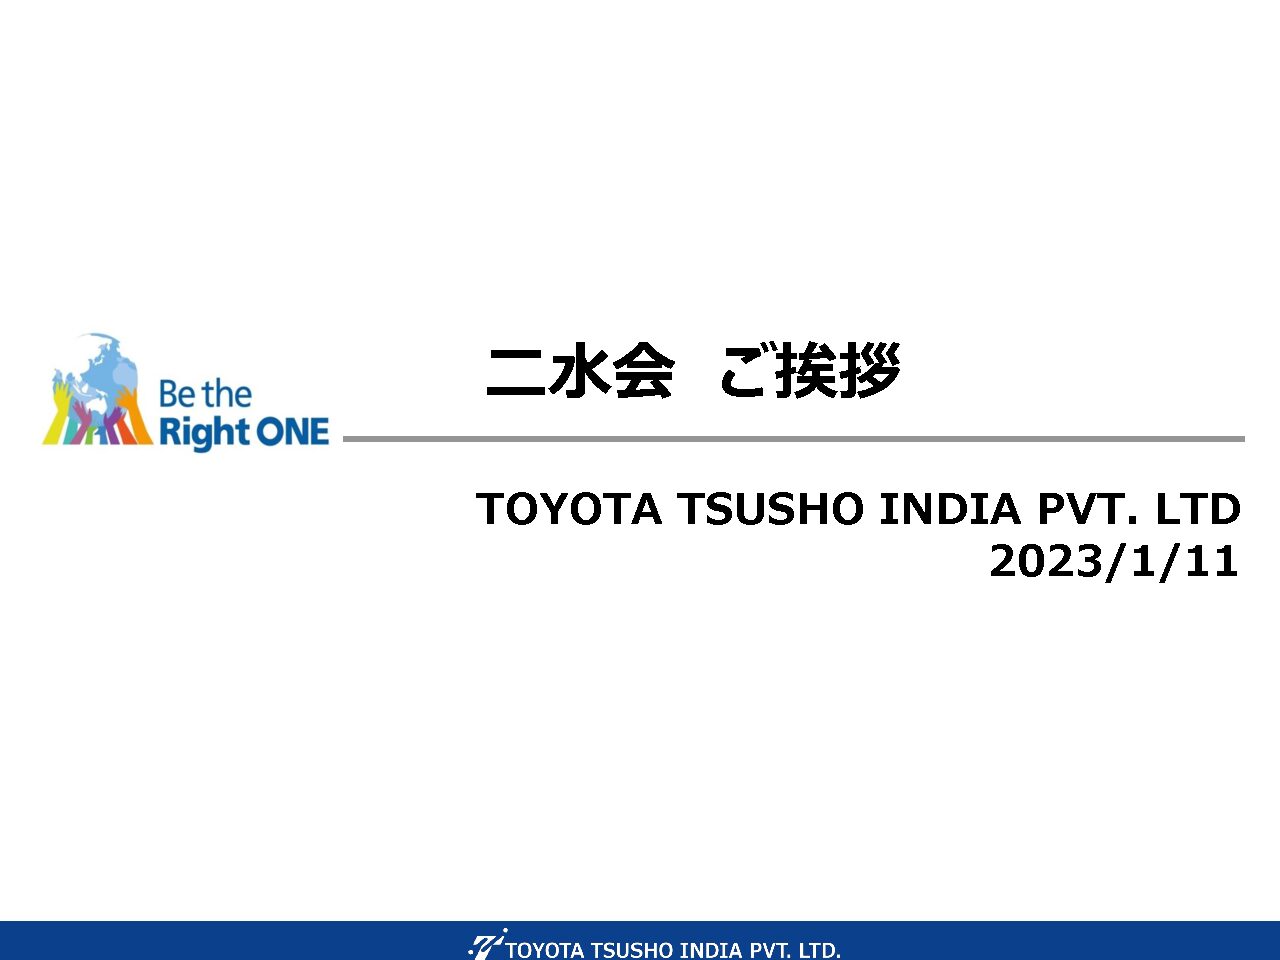 二水会　ご挨拶
Be the
Right ONE
TOYOTA TSUSHO INDIA PVT. LTD
2023/1/11
TOYOTA TSUSHO INDIA PVT. LTD.